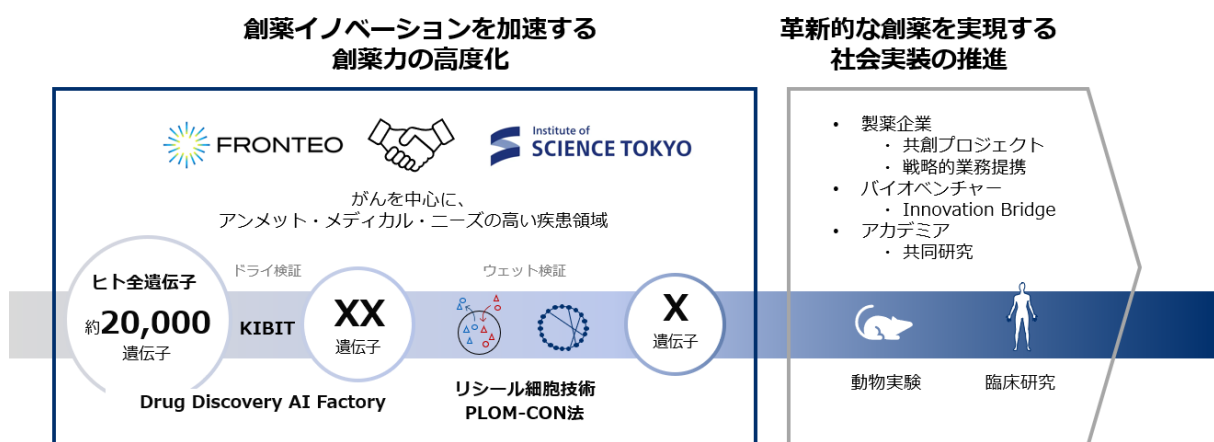 創薬イノベーションを加速する
創薬力の高度化
革新的な創薬を実現する
社会実装の推進
FRONTEO
Institute of
SCIENCE TOKYO
がんを中心に、
アンメット・メディカル・ニーズの高い疾患領域
ヒト全遺伝子
約20,000
遺伝子
ドライ検証
KIBIT
XX
遺伝子
ウェット検証
X
遺伝子
Drug Discovery AI Factory
リシール細胞技術
PLOM-CON法
• 製薬企業
・ 共創プロジェクト
・ 戦略的業務提携
• バイオベンチャー
・ Innovation Bridge
• アカデミア
・ 共同研究
動物実験
臨床研究